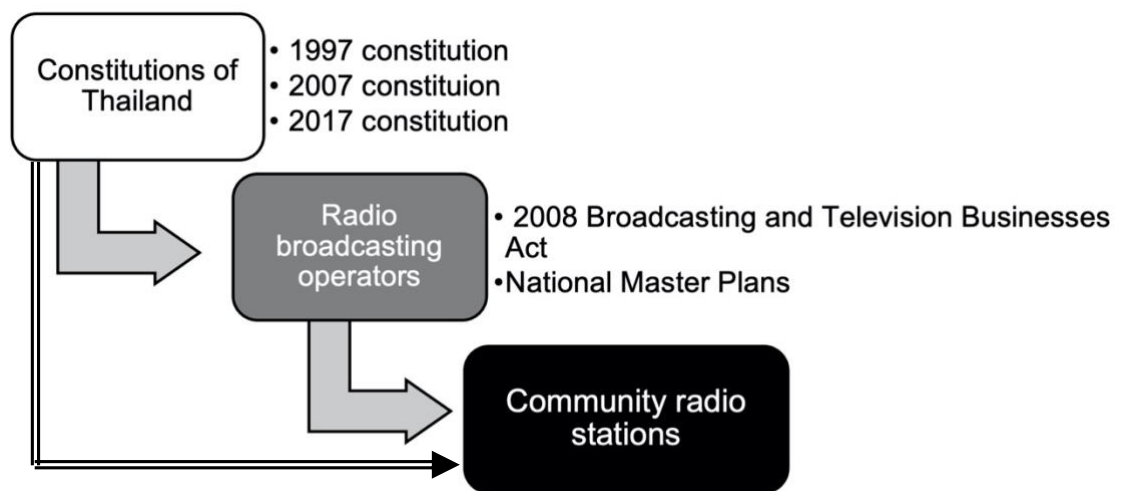 Constitutions of
Thailand
• 1997 constitution
• 2007 constituion
• 2017 constitution
Radio
broadcasting
operators
• 2008 Broadcasting and Television Businesses
Act
•National Master Plans
Community radio
stations